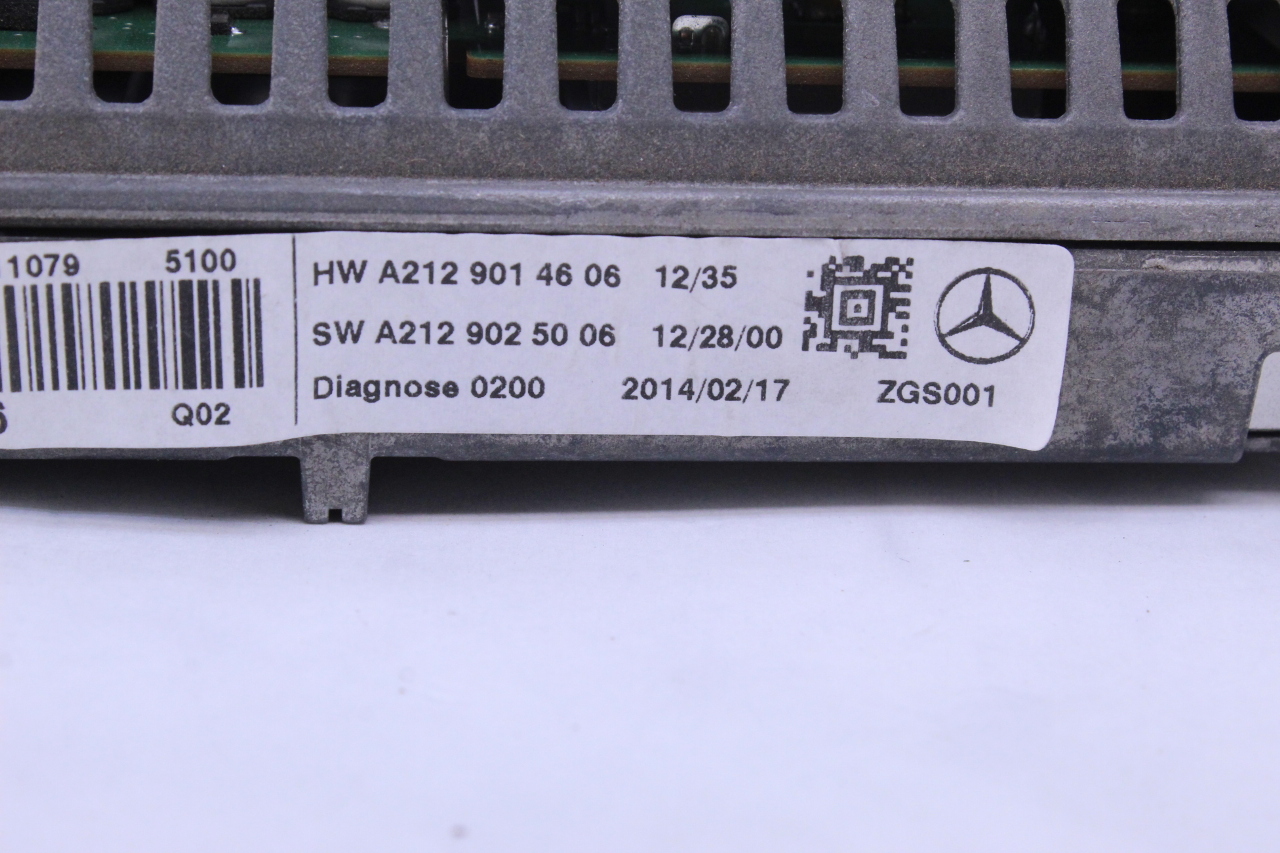 11079 5100
Q02
HW A212 901 46 06 12/35
SW A212 902 50 06 12/28/00
Diagnose 0200 2014/02/17 ZGS001